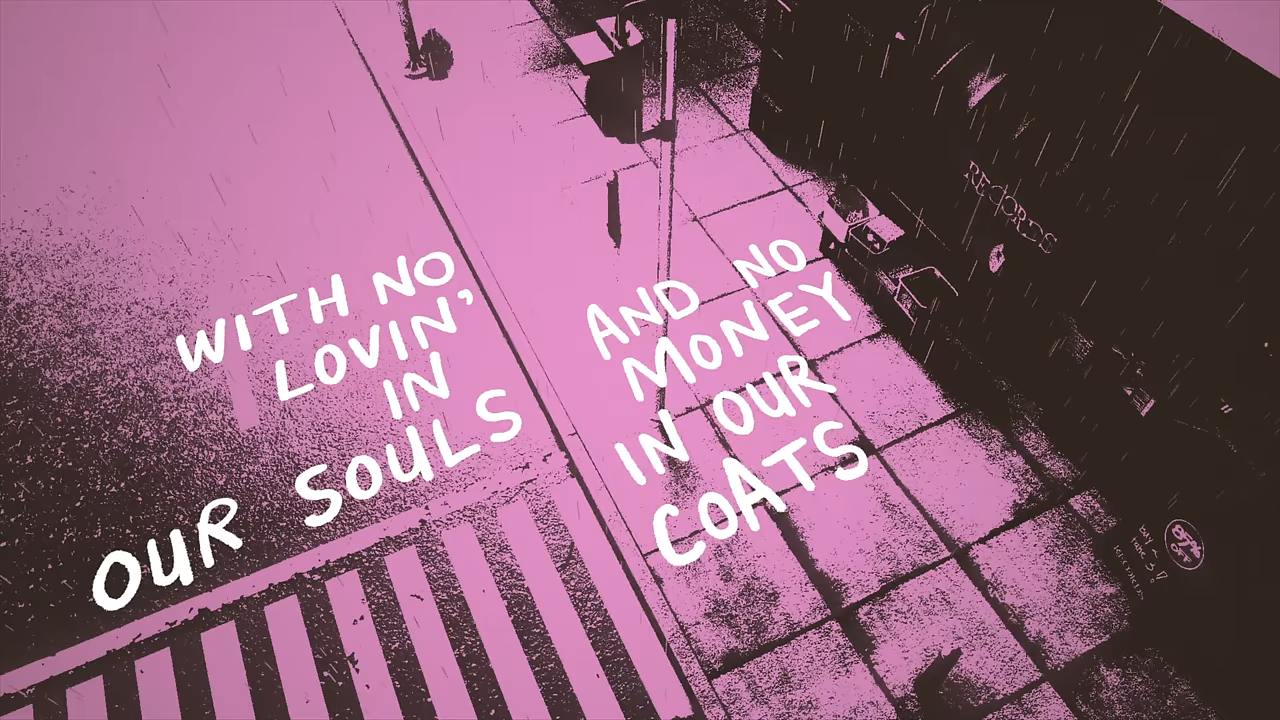 WITH NO
LOVIN'
IN
OUR SOULS
AND NO
MONEY
IN OUR
COATS
RECORDS